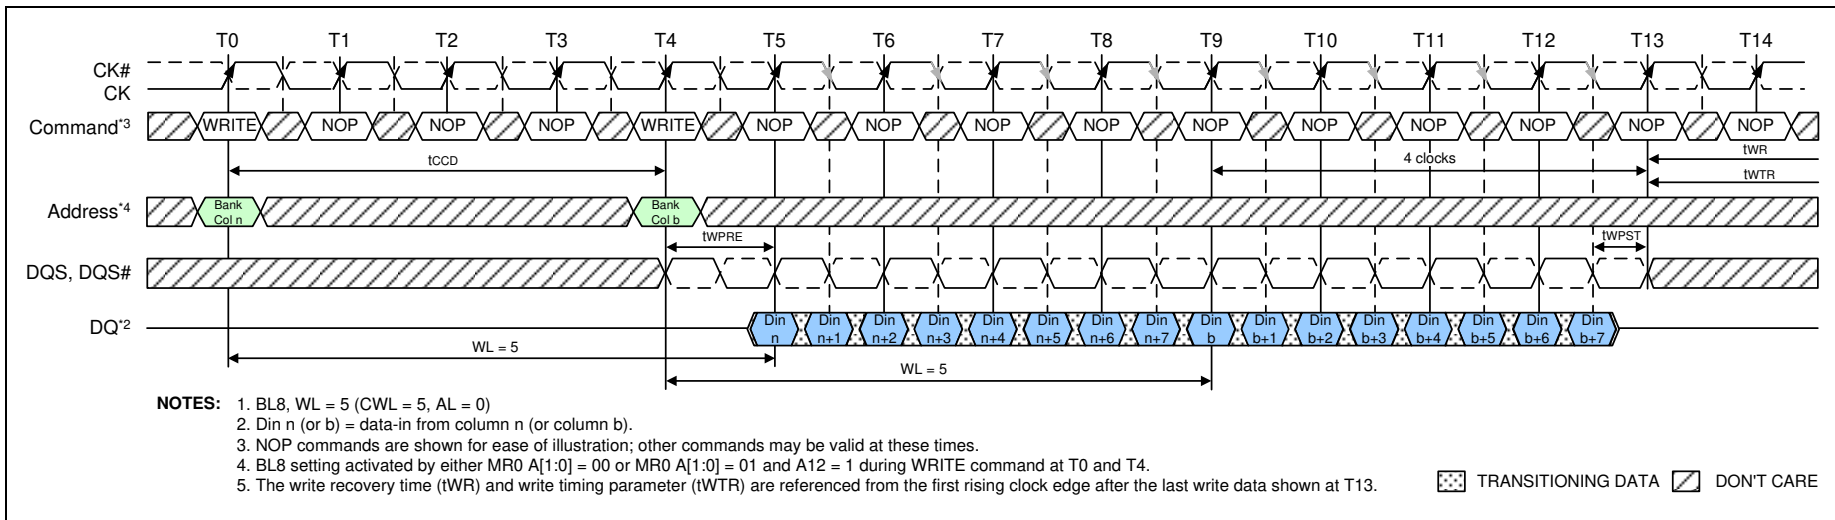 T0 T1 T2 T3 T4 T5 T6 T7 T8 T9 T10 T11 T12 T13 T14
CK#
CK
Command*3 WRITE NOP NOP NOP WRITE NOP NOP NOP NOP NOP NOP NOP NOP NOP NOP
tCCD 4 clocks tWR
tWTR
Address*4 Bank Col n Bank Col b
tWPRE tWPST
DQS, DQS#
DQ*2 Din n Din n+1 Din n+2 Din n+3 Din n+4 Din n+5 Din n+6 Din n+7 Din b Din b+1 Din b+2 Din b+3 Din b+4 Din b+5 Din b+6 Din b+7
WL = 5
WL = 5
NOTES: 1. BL8, WL = 5 (CWL = 5, AL = 0)
2. Din n (or b) = data-in from column n (or column b).
3. NOP commands are shown for ease of illustration; other commands may be valid at these times.
4. BL8 setting activated by either MR0 A[1:0] = 00 or MR0 A[1:0] = 01 and A12 = 1 during WRITE command at T0 and T4.
5. The write recovery time (tWR) and write timing parameter (tWTR) are referenced from the first rising clock edge after the last write data shown at T13.
TRANSITIONING DATA DON'T CARE